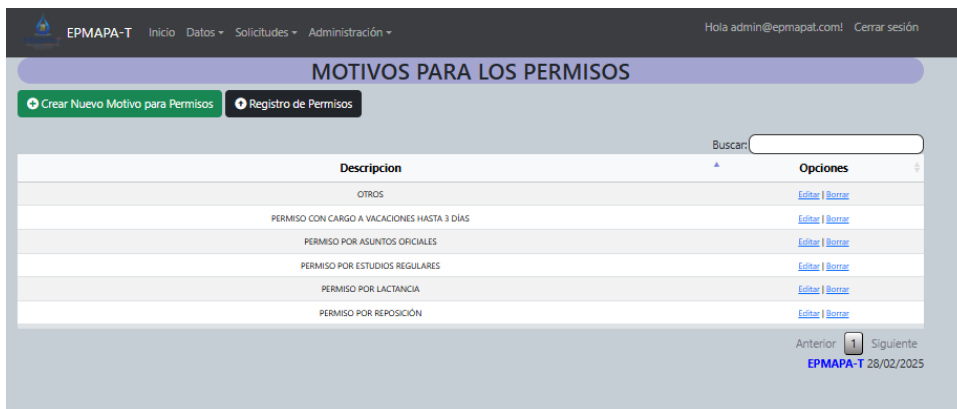 EPMAPA-T Inicio Datos Solicitudes Administración Hola admin@epmapat.com! Cerrar sesión
MOTIVOS PARA LOS PERMISOS
Crear Nuevo Motivo para Permisos Registro de Permisos
Buscar:
Descripcion Opciones
OTROS Editar | Borrar
PERMISO CON CARGO A VACACIONES HASTA 3 DÍAS Editar | Borrar
PERMISO POR ASUNTOS OFICIALES Editar | Borrar
PERMISO POR ESTUDIOS REGULARES Editar | Borrar
PERMISO POR LACTANCIA Editar | Borrar
PERMISO POR REPOSICIÓN Editar | Borrar
Anterior 1 Siguiente
EPMAPA-T 28/02/2025